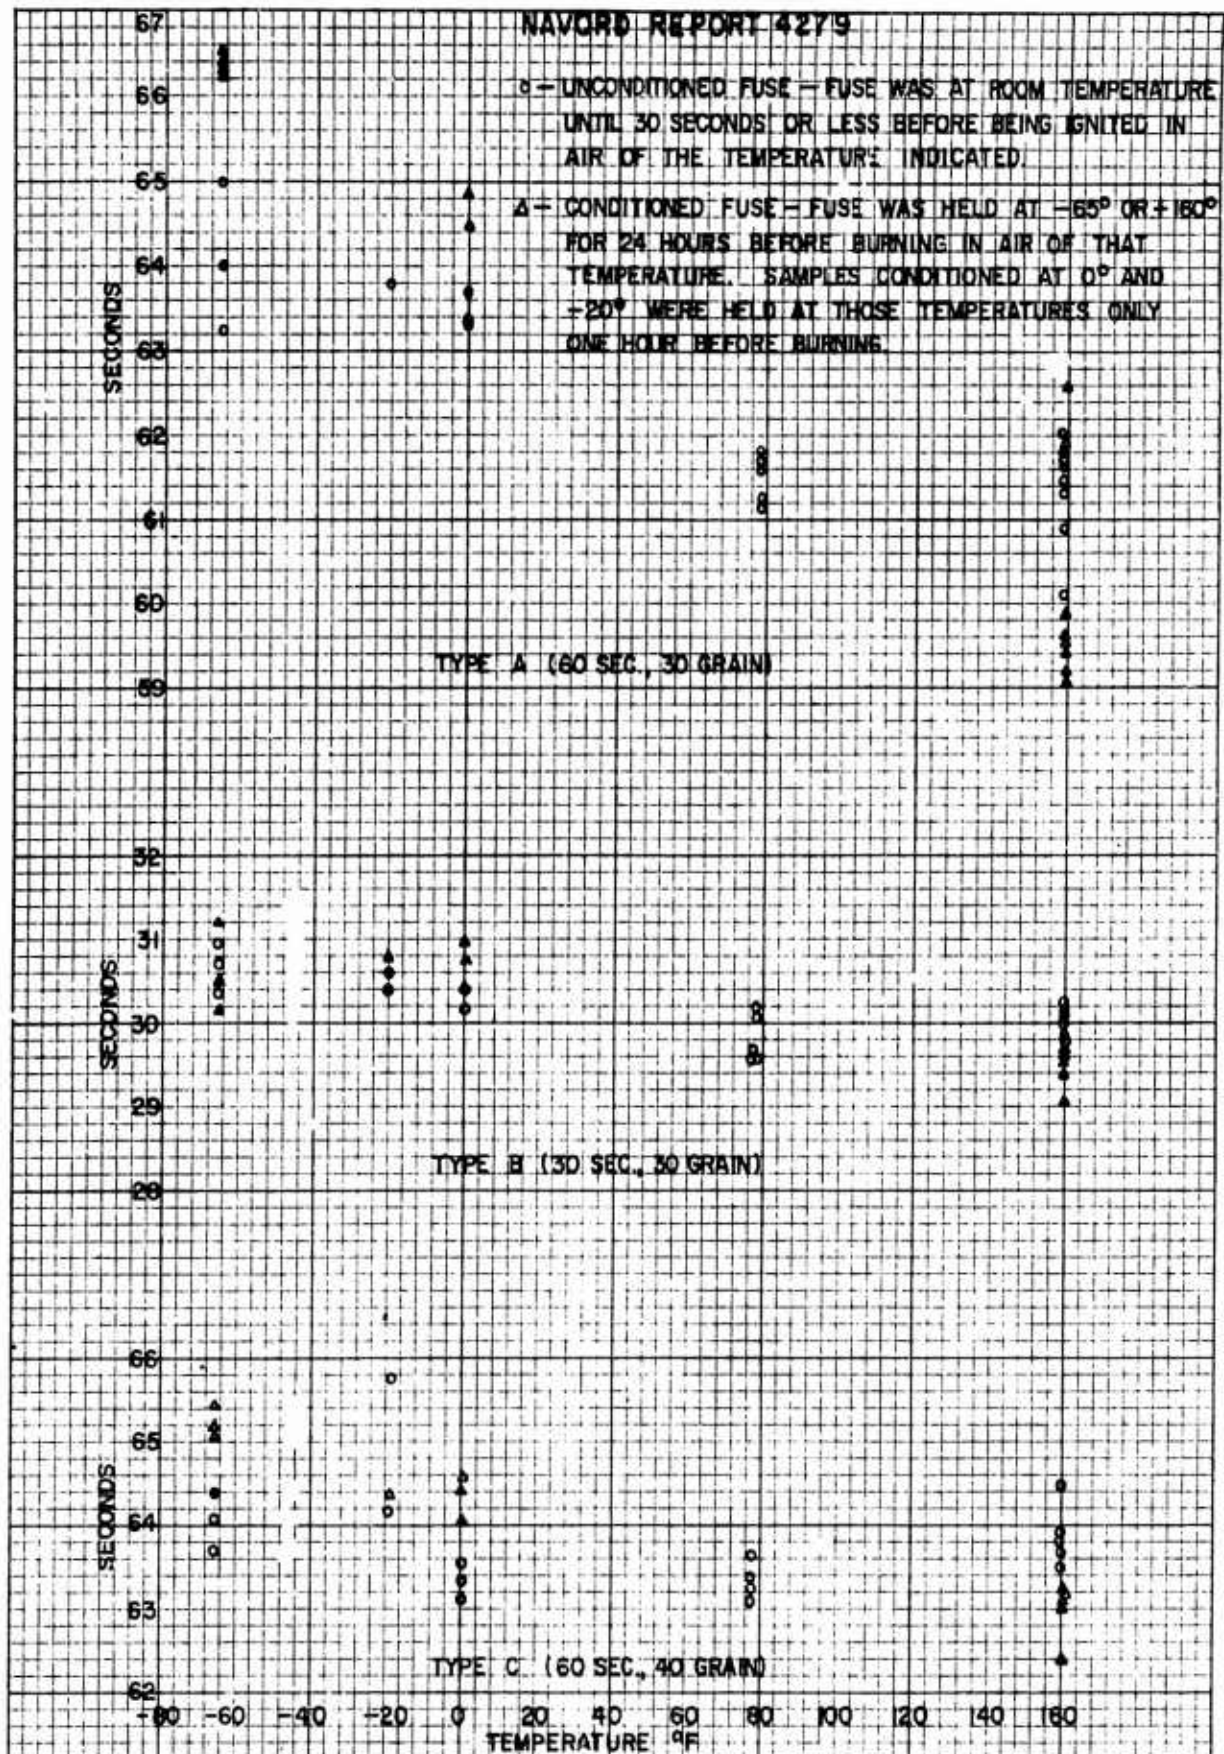 NAVORD REPORT 4279
o – UNCONDITIONED FUSE – FUSE WAS AT ROOM TEMPERATURE
UNTIL 30 SECONDS OR LESS BEFORE BEING IGNITED IN
AIR OF THE TEMPERATURE INDICATED.
Δ – CONDITIONED FUSE – FUSE WAS HELD AT -65° OR +160°
FOR 24 HOURS BEFORE BURNING IN AIR OF THAT
TEMPERATURE. SAMPLES CONDITIONED AT 0° AND
-20° WERE HELD AT THOSE TEMPERATURES ONLY
ONE HOUR BEFORE BURNING.
67
66
65
64
63
62
61
60
59
SECONDS
TYPE A (60 SEC., 30 GRAIN)
32
31
30
29
28
SECONDS
TYPE B (30 SEC., 30 GRAIN)
66
65
64
63
62
SECONDS
TYPE C (60 SEC., 40 GRAIN)
-80 -60 -40 -20 0 20 40 60 80 100 120 140 160
TEMPERATURE °F